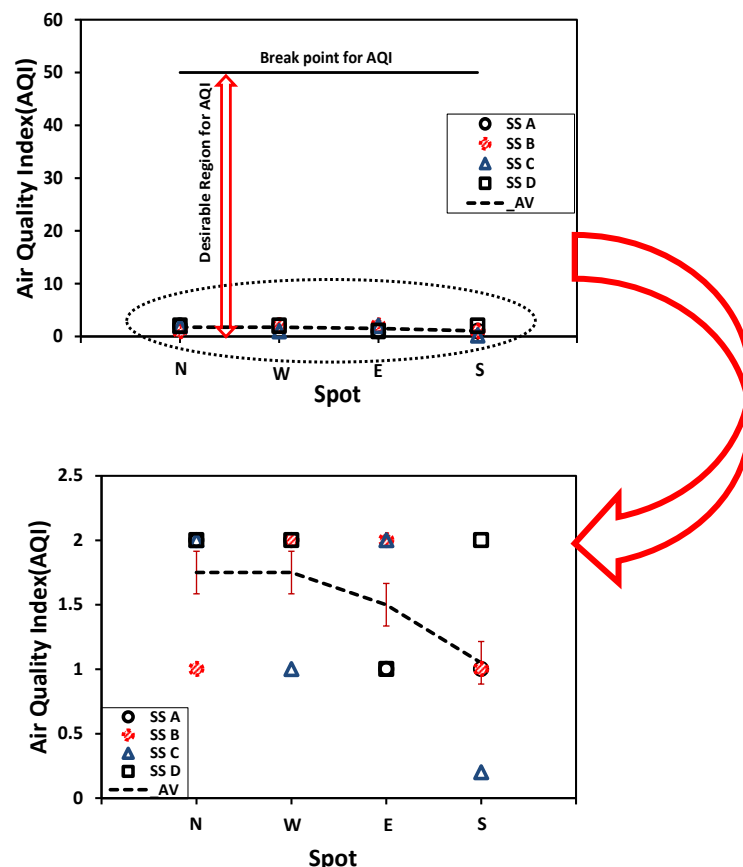 60
50
40
30
20
10
0
Air Quality Index(AQI)
Break point for AQI
Desirable Region for AQI
SS A
SS B
SS C
SS D
_AV
N W E S
Spot
2.5
2
1.5
1
0.5
0
Air Quality Index(AQI)
SS A
SS B
SS C
SS D
_AV
N W E S
Spot